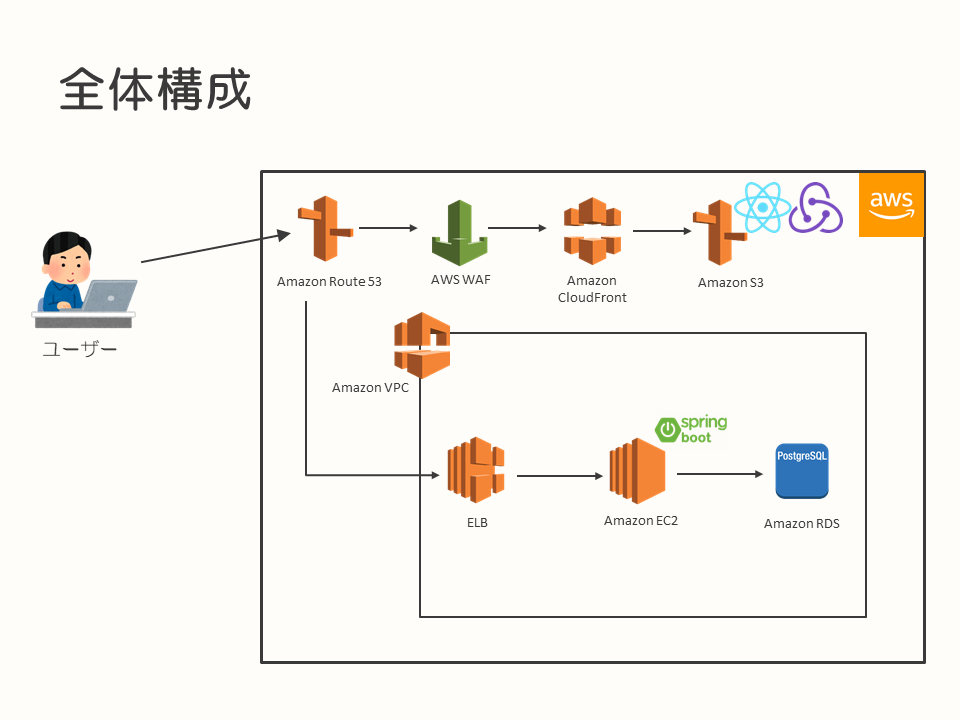 全体構成
aws
Amazon Route 53
AWS WAF
Amazon
CloudFront
Amazon S3
ユーザー
Amazon VPC
spring
boot
PostgreSQL
ELB
Amazon EC2
Amazon RDS